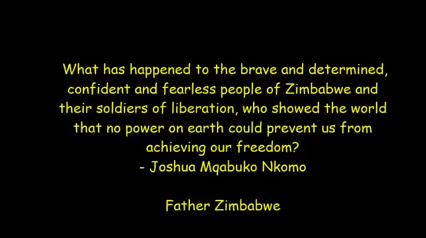 What has happened to the brave and determined,
confident and fearless people of Zimbabwe and
their soldiers of liberation, who showed the world
that no power on earth could prevent us from
achieving our freedom?
- Joshua Mqabuko Nkomo
Father Zimbabwe